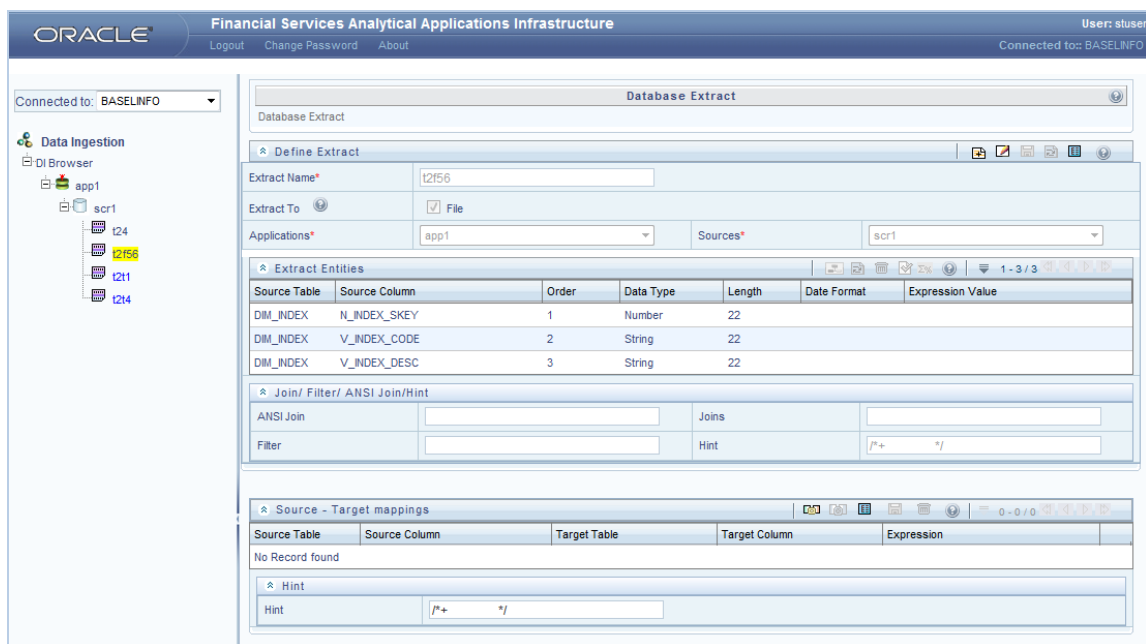 ORACLE
Financial Services Analytical Applications Infrastructure
User: stuser
Logout Change Password About
Connected to:: BASELINFO
Connected to: BASELINFO
Data Ingestion
DI Browser
app1
scr1
t24
t2f56
t2t1
t2t4
Database Extract
Database Extract
Define Extract
Extract Name* t2f56
Extract To File
Applications* app1 Sources* scr1
Extract Entities 1 - 3 / 3
Source Table Source Column Order Data Type Length Date Format Expression Value
DIM_INDEX N_INDEX_SKEY 1 Number 22
DIM_INDEX V_INDEX_CODE 2 String 22
DIM_INDEX V_INDEX_DESC 3 String 22
Join/ Filter/ ANSI Join/Hint
ANSI Join Joins
Filter Hint /*+ */
Source - Target mappings 0 - 0 / 0
Source Table Source Column Target Table Target Column Expression
No Record found
Hint
Hint /*+ */